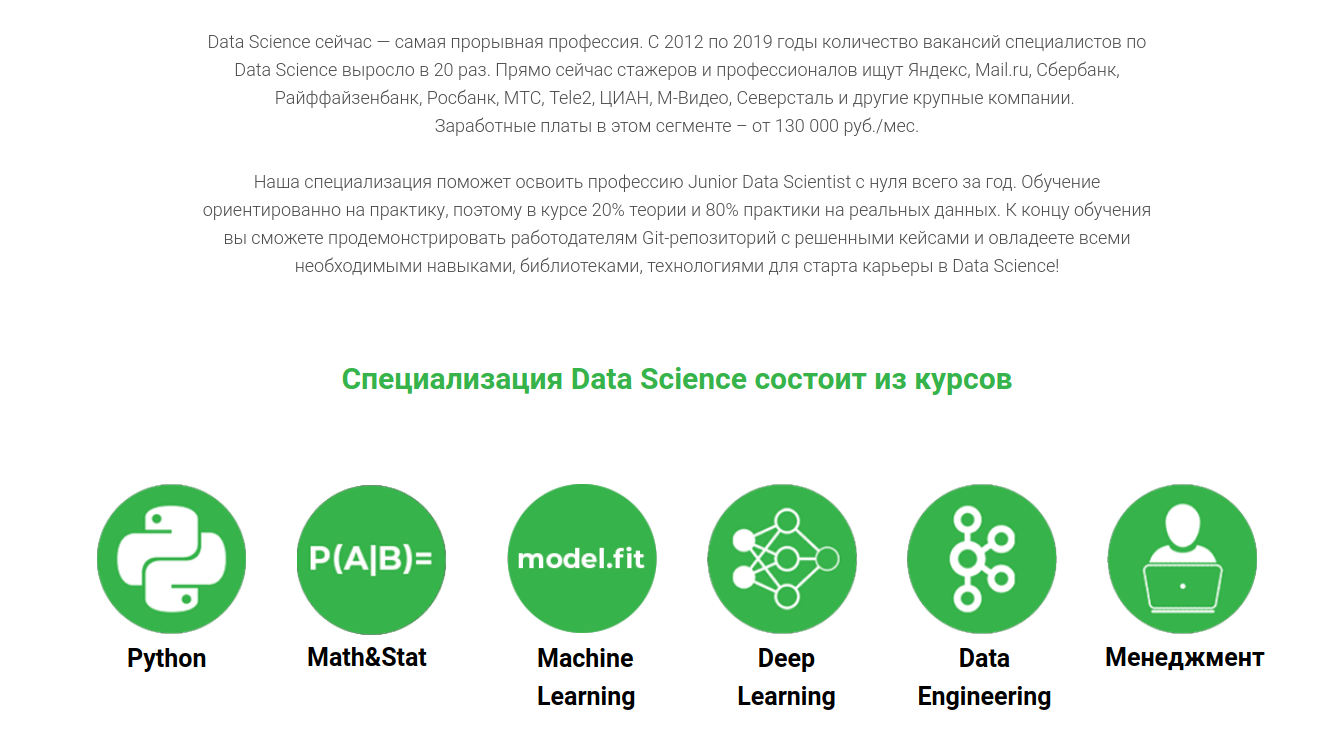 Data Science сейчас — самая прорывная профессия. С 2012 по 2019 годы количество вакансий специалистов по
Data Science выросло в 20 раз. Прямо сейчас стажеров и профессионалов ищут Яндекс, Mail.ru, Сбербанк,
Райффайзенбанк, Росбанк, МТС, Tele2, ЦИАН, М-Видео, Северсталь и другие крупные компании.
Заработные платы в этом сегменте – от 130 000 руб./мес.
Наша специализация поможет освоить профессию Junior Data Scientist с нуля всего за год. Обучение
ориентированно на практику, поэтому в курсе 20% теории и 80% практики на реальных данных. К концу обучения
вы сможете продемонстрировать работодателям Git-репозиторий с решенными кейсами и овладеете всеми
необходимыми навыками, библиотеками, технологиями для старта карьеры в Data Science!
Специализация Data Science состоит из курсов
P(A|B)=
model.fit
Python
Math&Stat
Machine
Learning
Deep
Learning
Data
Engineering
Менеджмент